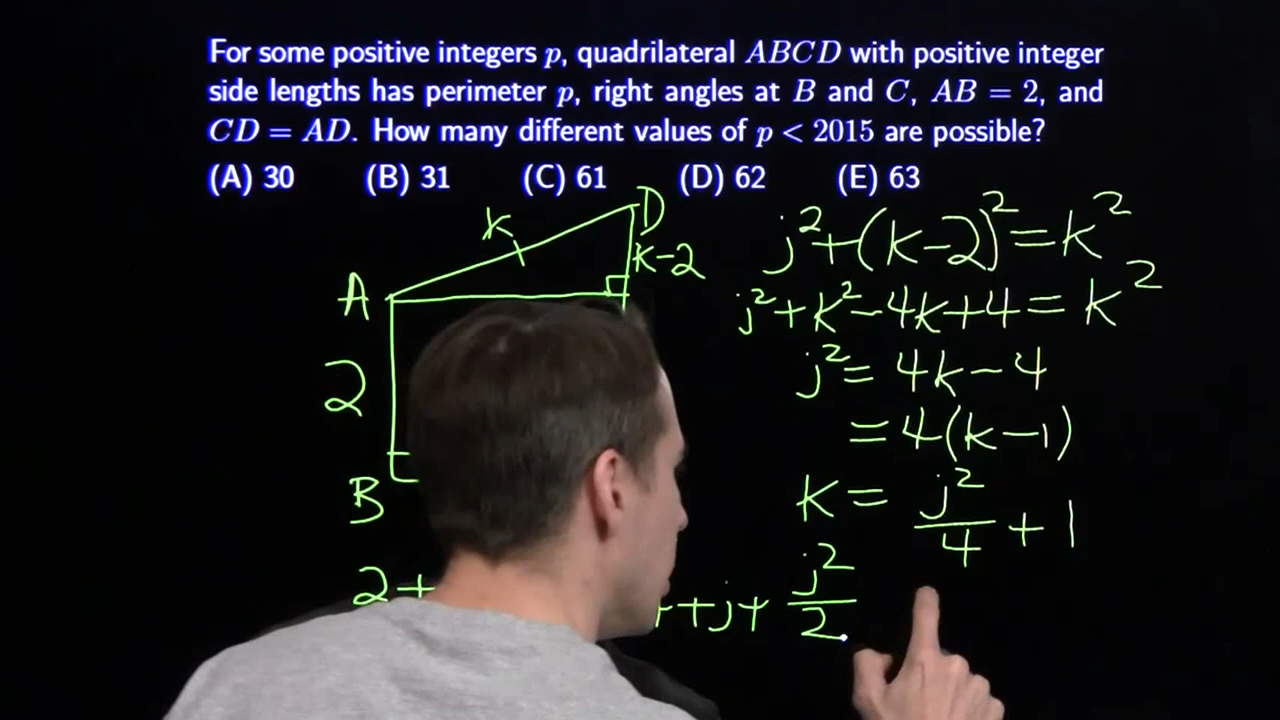 For some positive integers p, quadrilateral ABCD with positive integer
side lengths has perimeter p, right angles at B and C, AB = 2, and
CD = AD. How many different values of p < 2015 are possible?
(A) 30 (B) 31 (C) 61 (D) 62 (E) 63
D
k
k-2
A
2
B
j²+(k-2)²=k²
j²+k²-4k+4=k²
j²=4k-4
=4(k-1)
k=j²/4+1
2+
+j+j²/2